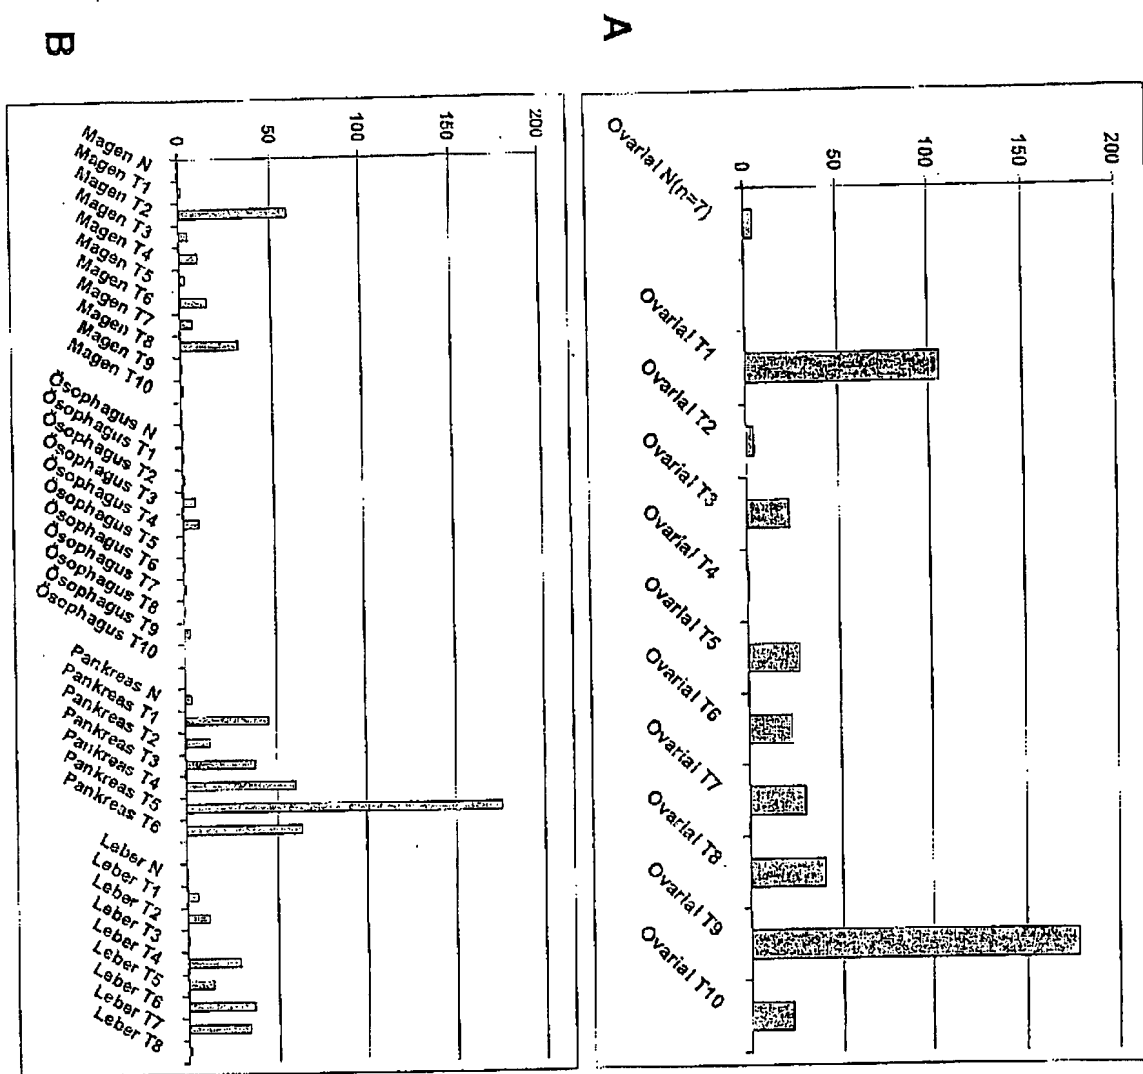 A
200
150
100
50
0
Ovarial N(n=7)
Ovarial T1
Ovarial T2
Ovarial T3
Ovarial T4
Ovarial T5
Ovarial T6
Ovarial T7
Ovarial T8
Ovarial T9
Ovarial T10
B
200
150
100
50
0
Magen N
Magen T1
Magen T2
Magen T3
Magen T4
Magen T5
Magen T6
Magen T7
Magen T8
Magen T9
Magen T10
Ösophagus N
Ösophagus T1
Ösophagus T2
Ösophagus T3
Ösophagus T4
Ösophagus T5
Ösophagus T6
Ösophagus T7
Ösophagus T8
Ösophagus T9
Ösophagus T10
Pankreas N
Pankreas T1
Pankreas T2
Pankreas T3
Pankreas T4
Pankreas T5
Pankreas T6
Leber N
Leber T1
Leber T2
Leber T3
Leber T4
Leber T5
Leber T6
Leber T7
Leber T8